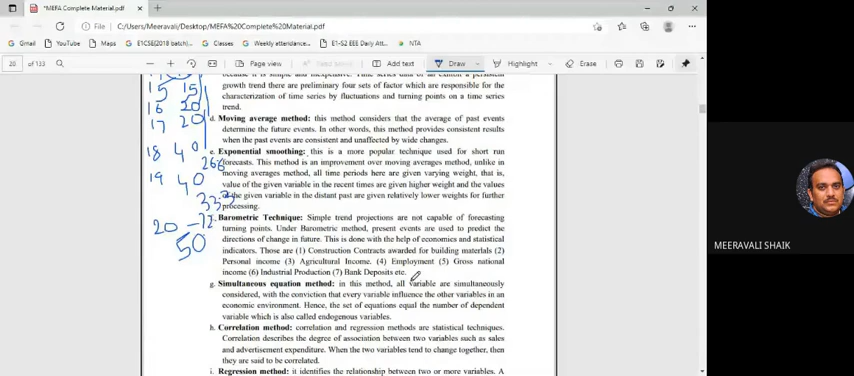 *MEFA Complete Material.pdf
File C:/Users/Meeravali/Desktop/MEFA%20Complete%20Material.pdf
Gmail YouTube Maps E1CSE(2018 batch) Classes Weekly attedance... E1-S2 EEE Daily Att... NTA
20 of 133 Page view Add text Draw Highlight Erase
growth trend there are preliminary four sets of factor which are responsible for the
characterization of time series by fluctuations and turning points on a time series
trend.
d. Moving average method: this method considers that the average of past events
determine the future events. In other words, this method provides consistent results
when the past events are consistent and unaffected by wide changes.
e. Exponential smoothing: this is a more popular technique used for short run
forecasts. This method is an improvement over moving averages method, unlike in
moving averages method, all time periods here are given varying weight, that is,
value of the given variable in the recent times are given higher weight and the values
of the given variable in the distant past are given relatively lower weights for further
processing.
Barometric Technique: Simple trend projections are not capable of forecasting
turning points. Under Barometric method, present events are used to predict the
directions of change in future. This is done with the help of economics and statistical
indicators. Those are (1) Construction Contracts awarded for building materials (2)
Personal income (3) Agricultural Income. (4) Employment (5) Gross national
income (6) Industrial Production (7) Bank Deposits etc.
g. Simultaneous equation method: in this method, all variable are simultaneously
considered, with the conviction that every variable influence the other variables in an
economic environment. Hence, the set of equations equal the number of dependent
variable which is also called endogenous variables.
h. Correlation method: correlation and regression methods are statistical techniques.
Correlation describes the degree of association between two variables such as sales
and advertisement expenditure. When the two variables tend to change together, then
they are said to be correlated.
i. Regression method: it identifies the relationship between two or more variables. A
15 15
16 20
17 20
18 40
19 40
20
50
MEERAVALI SHAIK